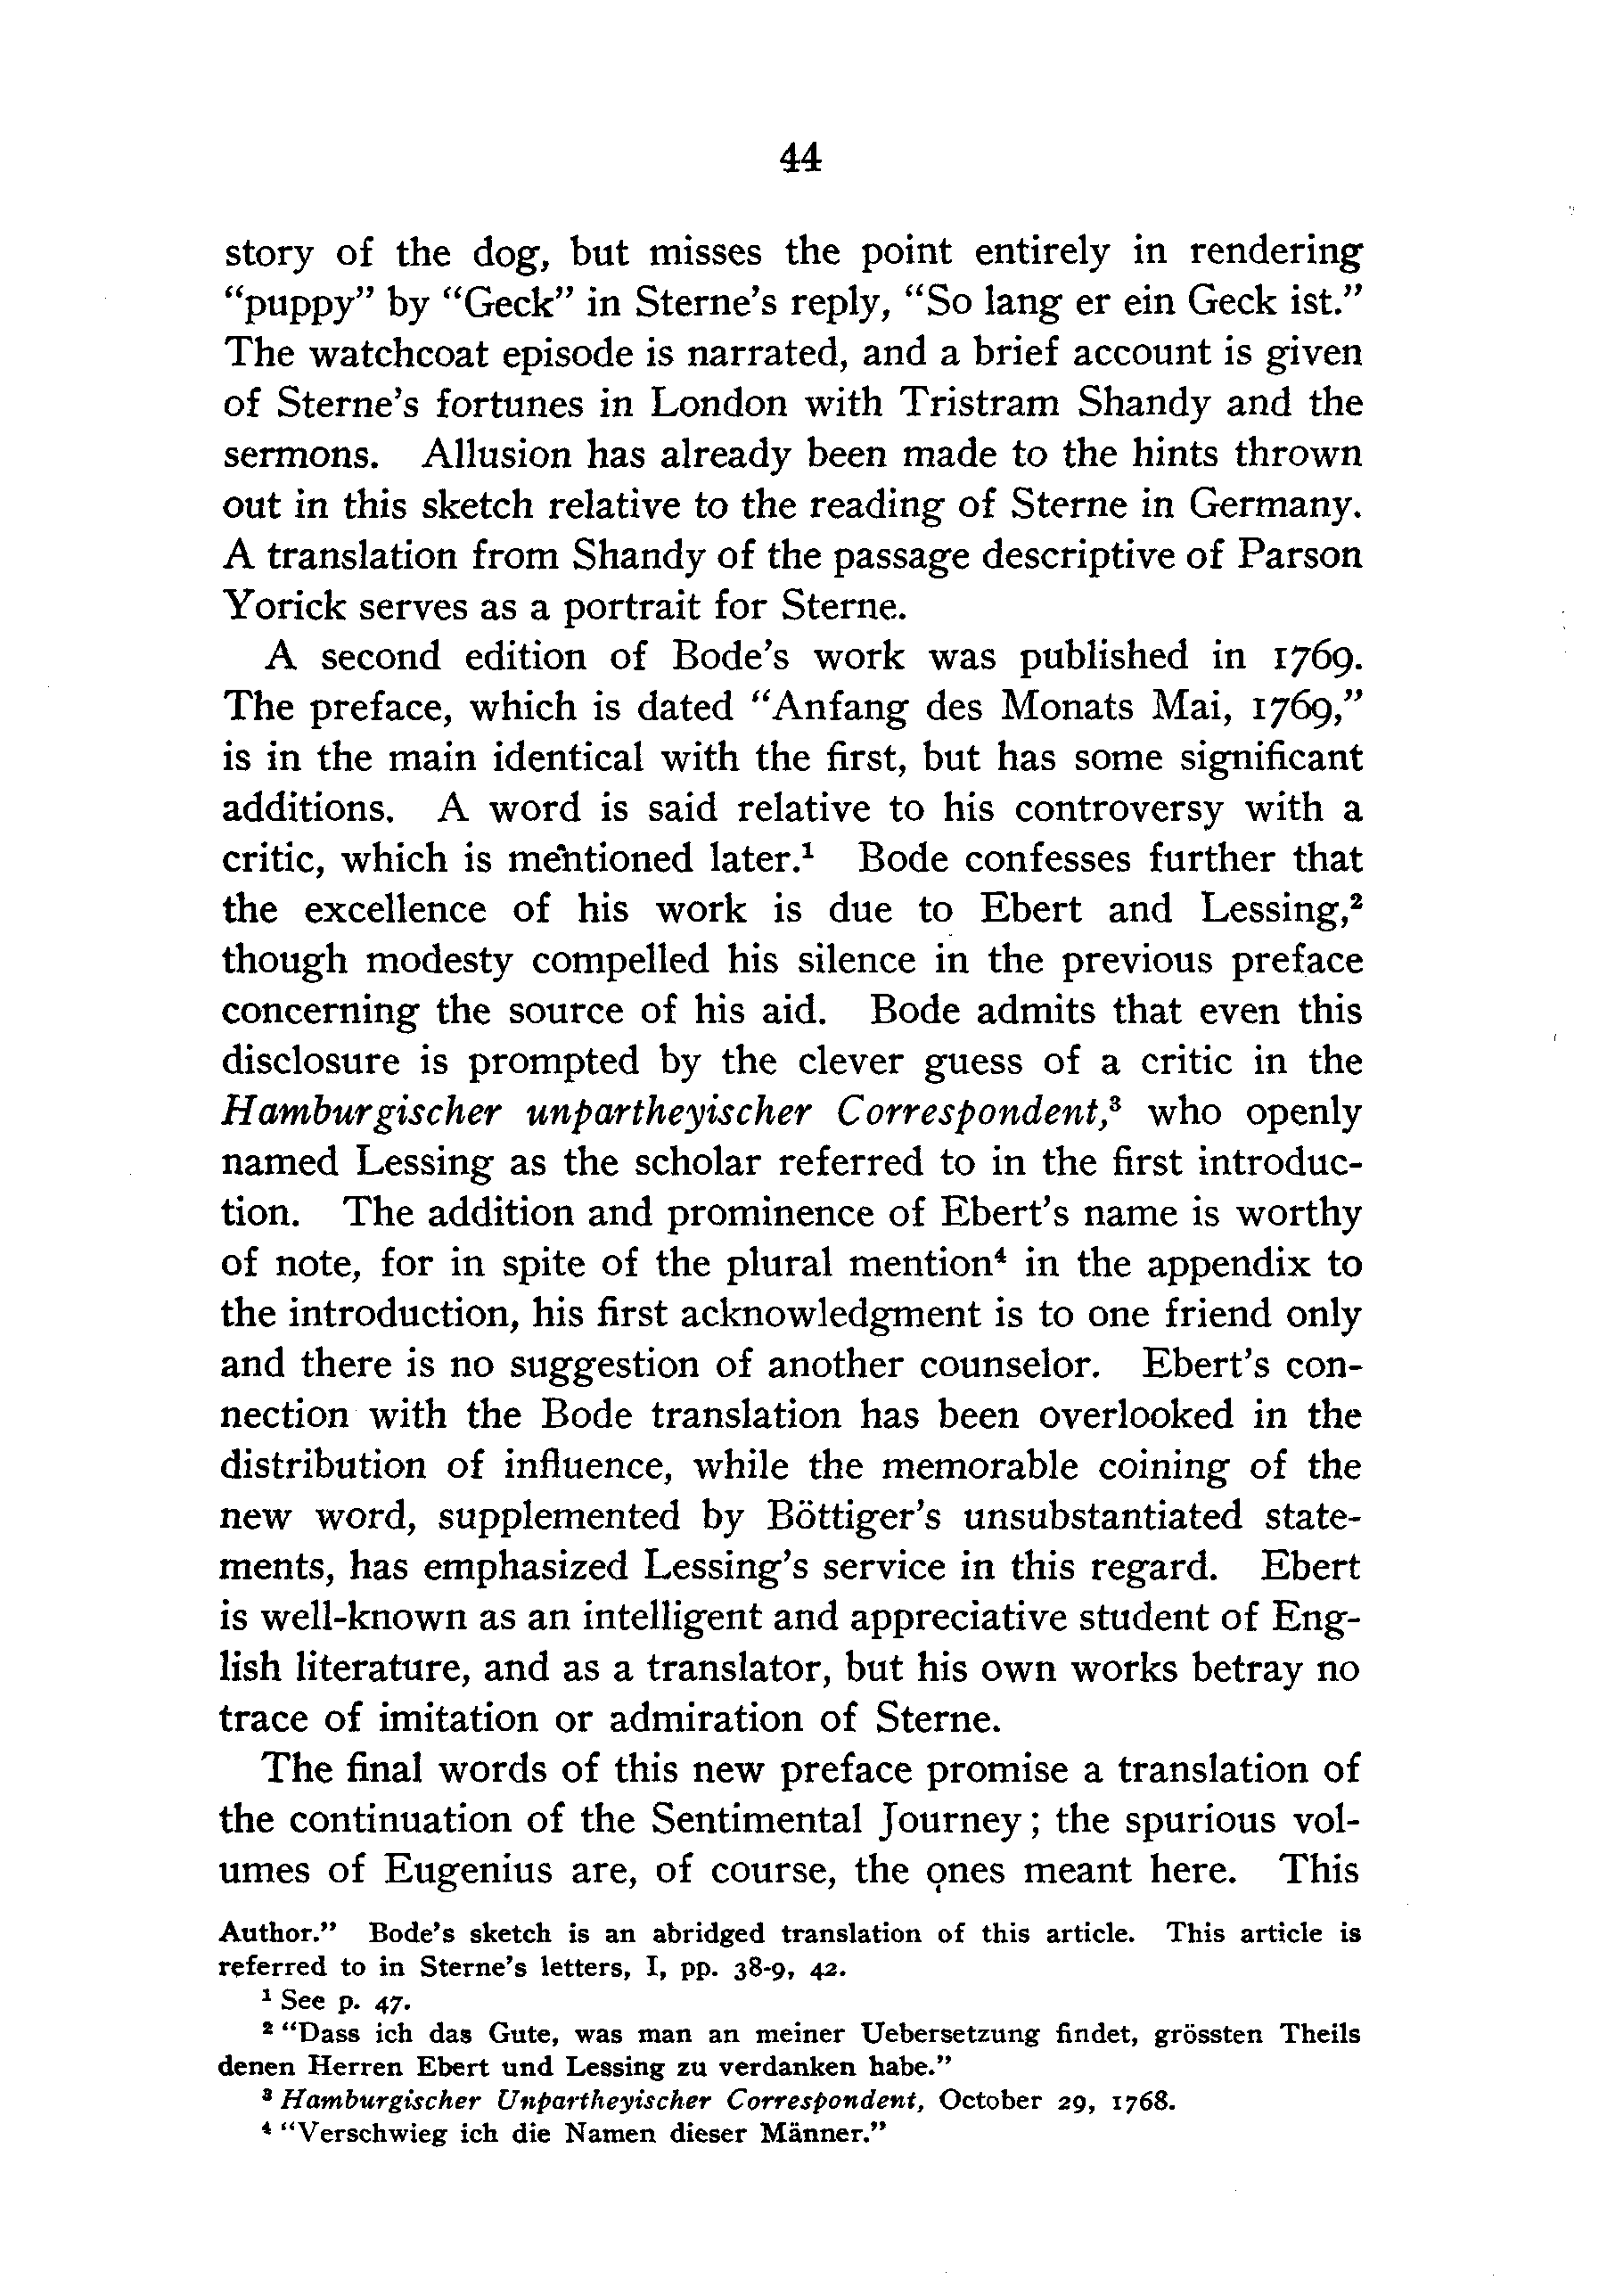 44
story of the dog, but misses the point entirely in rendering
“puppy” by “Geck” in Sterne’s reply, “So lang er ein Geck ist.”
The watchcoat episode is narrated, and a brief account is given
of Sterne’s fortunes in London with Tristram Shandy and the
sermons. Allusion has already been made to the hints thrown
out in this sketch relative to the reading of Sterne in Germany.
A translation from Shandy of the passage descriptive of Parson
Yorick serves as a portrait for Sterne.
A second edition of Bode’s work was published in 1769.
The preface, which is dated “Anfang des Monats Mai, 1769,”
is in the main identical with the first, but has some significant
additions. A word is said relative to his controversy with a
critic, which is mentioned later.¹ Bode confesses further that
the excellence of his work is due to Ebert and Lessing,²
though modesty compelled his silence in the previous preface
concerning the source of his aid. Bode admits that even this
disclosure is prompted by the clever guess of a critic in the
Hamburgischer unpartheyischer Correspondent,³ who openly
named Lessing as the scholar referred to in the first introduc-
tion. The addition and prominence of Ebert’s name is worthy
of note, for in spite of the plural mention⁴ in the appendix to
the introduction, his first acknowledgment is to one friend only
and there is no suggestion of another counselor. Ebert’s con-
nection with the Bode translation has been overlooked in the
distribution of influence, while the memorable coining of the
new word, supplemented by Böttiger’s unsubstantiated state-
ments, has emphasized Lessing’s service in this regard. Ebert
is well-known as an intelligent and appreciative student of Eng-
lish literature, and as a translator, but his own works betray no
trace of imitation or admiration of Sterne.
The final words of this new preface promise a translation of
the continuation of the Sentimental Journey; the spurious vol-
umes of Eugenius are, of course, the ones meant here. This
Author.” Bode’s sketch is an abridged translation of this article. This article is
referred to in Sterne’s letters, I, pp. 38-9, 42.
¹ See p. 47.
² “Dass ich das Gute, was man an meiner Uebersetzung findet, grössten Theils
denen Herren Ebert und Lessing zu verdanken habe.”
³ Hamburgischer Unpartheyischer Correspondent, October 29, 1768.
⁴ “Verschwieg ich die Namen dieser Männer.”